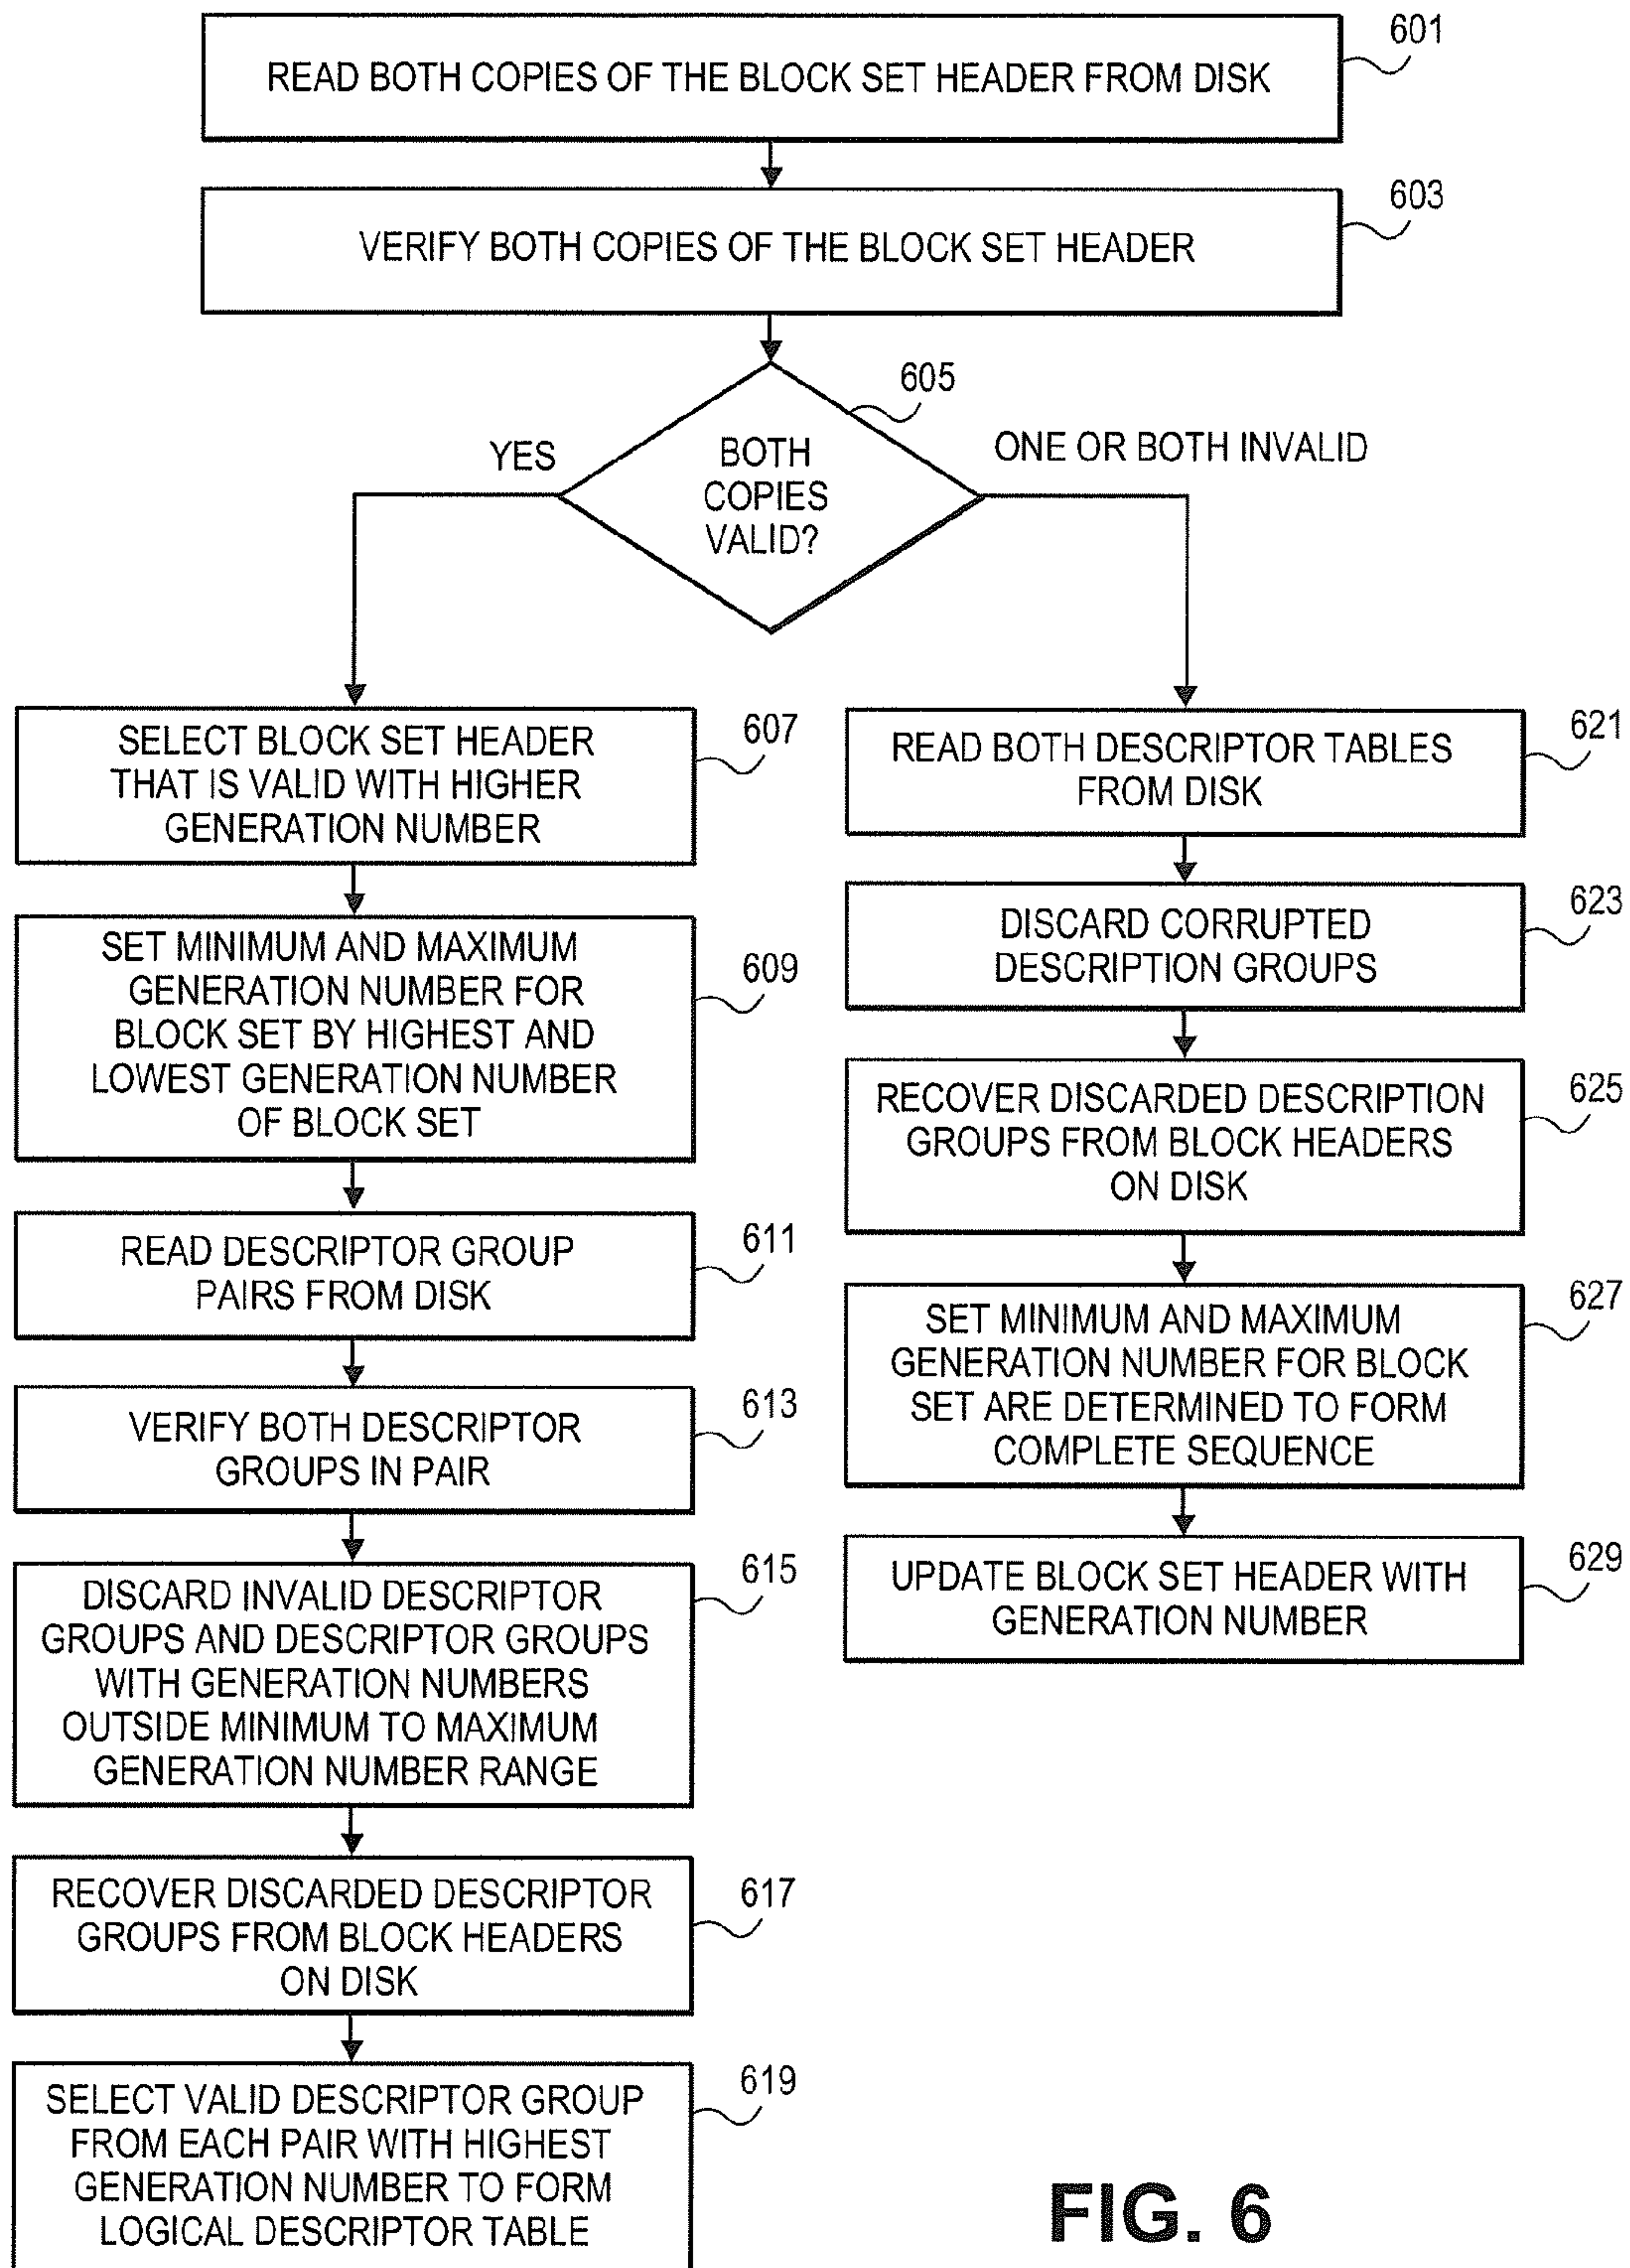 601
READ BOTH COPIES OF THE BLOCK SET HEADER FROM DISK
603
VERIFY BOTH COPIES OF THE BLOCK SET HEADER
605
YES
BOTH
COPIES
VALID?
ONE OR BOTH INVALID
607
SELECT BLOCK SET HEADER
THAT IS VALID WITH HIGHER
GENERATION NUMBER
609
SET MINIMUM AND MAXIMUM
GENERATION NUMBER FOR
BLOCK SET BY HIGHEST AND
LOWEST GENERATION NUMBER
OF BLOCK SET
611
READ DESCRIPTOR GROUP
PAIRS FROM DISK
613
VERIFY BOTH DESCRIPTOR
GROUPS IN PAIR
615
DISCARD INVALID DESCRIPTOR
GROUPS AND DESCRIPTOR GROUPS
WITH GENERATION NUMBERS
OUTSIDE MINIMUM TO MAXIMUM
GENERATION NUMBER RANGE
617
RECOVER DISCARDED DESCRIPTOR
GROUPS FROM BLOCK HEADERS
ON DISK
619
SELECT VALID DESCRIPTOR GROUP
FROM EACH PAIR WITH HIGHEST
GENERATION NUMBER TO FORM
LOGICAL DESCRIPTOR TABLE
621
READ BOTH DESCRIPTOR TABLES
FROM DISK
623
DISCARD CORRUPTED
DESCRIPTION GROUPS
625
RECOVER DISCARDED DESCRIPTION
GROUPS FROM BLOCK HEADERS
ON DISK
627
SET MINIMUM AND MAXIMUM
GENERATION NUMBER FOR BLOCK
SET ARE DETERMINED TO FORM
COMPLETE SEQUENCE
629
UPDATE BLOCK SET HEADER WITH
GENERATION NUMBER
FIG. 6